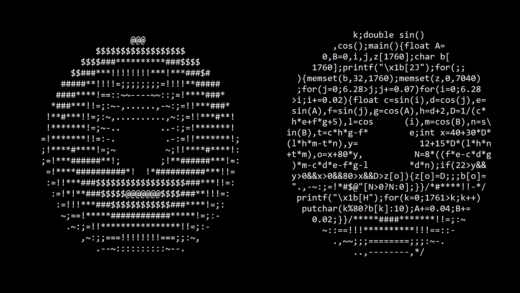 k;double sin()
,cos();main(){float A=
0,B=0,i,j,z[1760];char b[
1760];printf("\x1b[2J");for(;;
){memset(b,32,1760);memset(z,0,7040)
;for(j=0;6.28>j;j+=0.07)for(i=0;6.28
>i;i+=0.02){float c=sin(i),d=cos(j),e=
sin(A),f=sin(j),g=cos(A),h=d+2,D=1/(c*
h*e+f*g+5),l=cos (i),m=cos(B),n=s\
in(B),t=c*h*g-f* e;int x=40+30*D*
(l*h*m-t*n),y= 12+15*D*(l*h*n
+t*m),o=x+80*y, N=8*((f*e-c*d*g
)*m-c*d*e-f*g-l *d*n);if(22>y&&
y>0&&x>0&&80>x&&D>z[o]){z[o]=D;;;b[o]=
".,-~:;=!*#$@"[N>0?N:0];}}/*#****!!-*/
printf("\x1b[H");for(k=0;1761>k;k++)
putchar(k%80?b[k]:10);A+=0.04;B+=
0.02;}}/*****####*******!!=;:~
~::==!!!**********!!!==::-
.,~~;;;========;;;:~-.
..,--------,*/